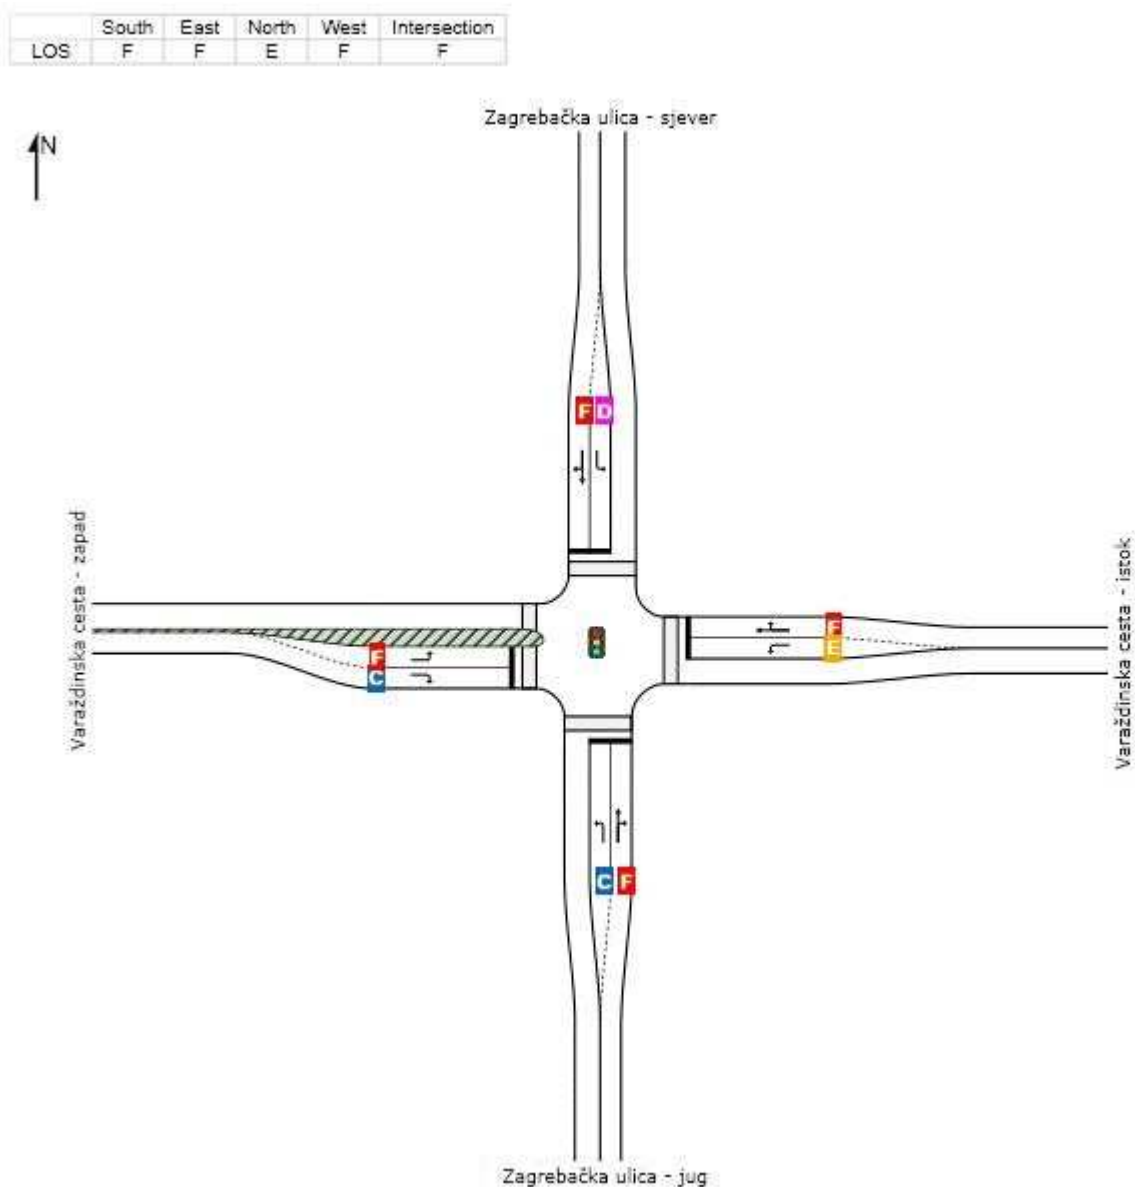 South East North West Intersection
LOS F F E F F
Zagrebačka ulica - sjever
N
F D
Varaždinska cesta - zapad
Varaždinska cesta - istok
F
E
F
C
C F
Zagrebačka ulica - jug